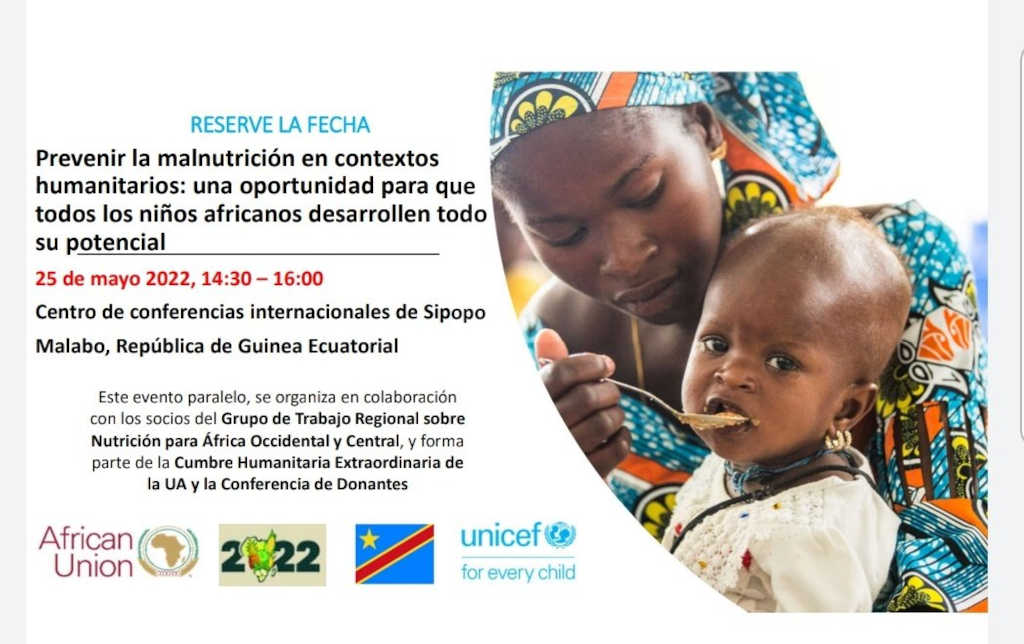 RESERVE LA FECHA
Prevenir la malnutrición en contextos
humanitarios: una oportunidad para que
todos los niños africanos desarrollen todo
su potencial
25 de mayo 2022, 14:30 – 16:00
Centro de conferencias internacionales de Sipopo
Malabo, República de Guinea Ecuatorial
Este evento paralelo, se organiza en colaboración
con los socios del Grupo de Trabajo Regional sobre
Nutrición para África Occidental y Central, y forma
parte de la Cumbre Humanitaria Extraordinaria de
la UA y la Conferencia de Donantes
African
Union
2022
unicef
for every child